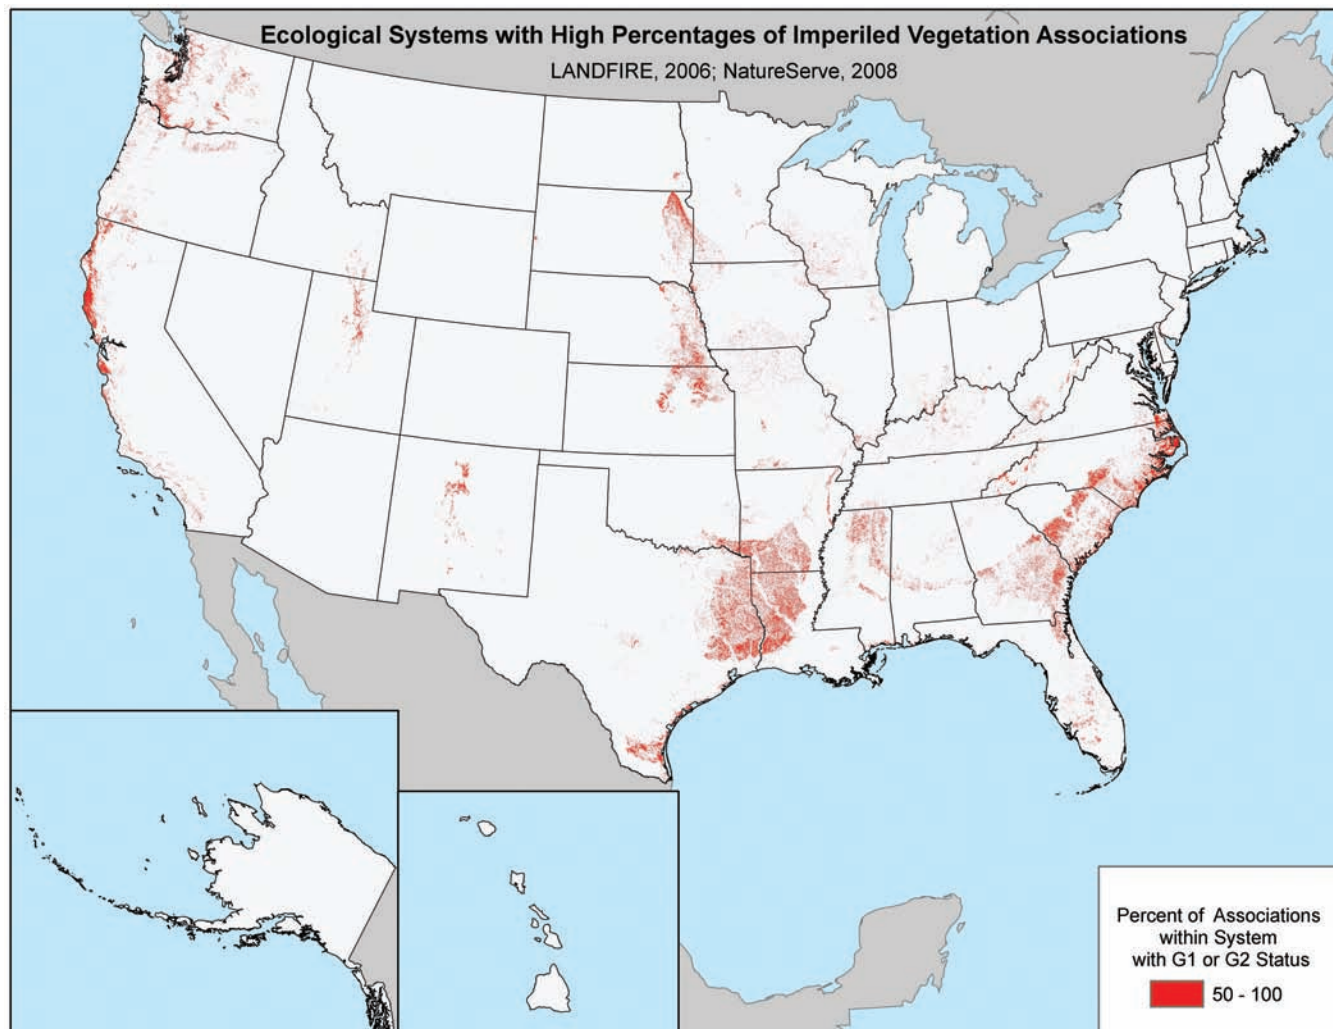 Ecological Systems with High Percentages of Imperiled Vegetation Associations
LANDFIRE, 2006; NatureServe, 2008
Percent of Associations
within System
with G1 or G2 Status
50 - 100